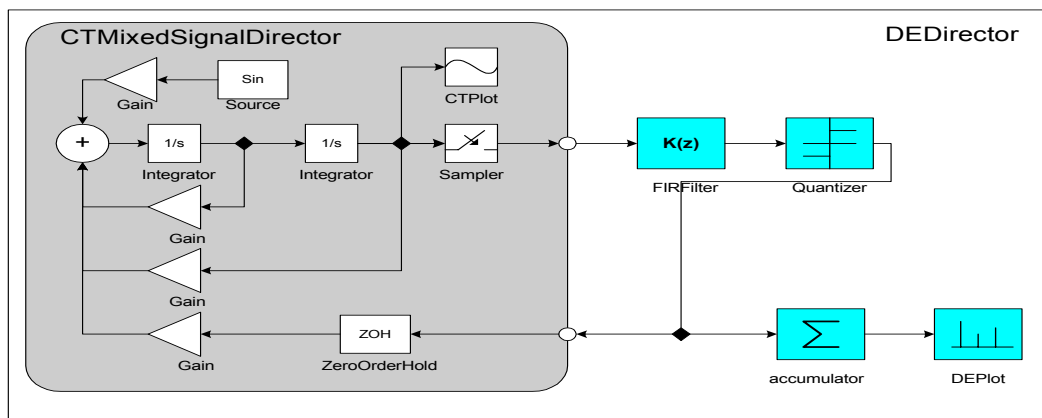 CTMixedSignalDirector
DEDirector
Sin
Gain
Source
CTPlot
+
1/s
1/s
K(z)
Integrator
Integrator
Sampler
FIRFilter
Quantizer
Gain
Gain
ZOH
Σ
Gain
ZeroOrderHold
accumulator
DEPlot